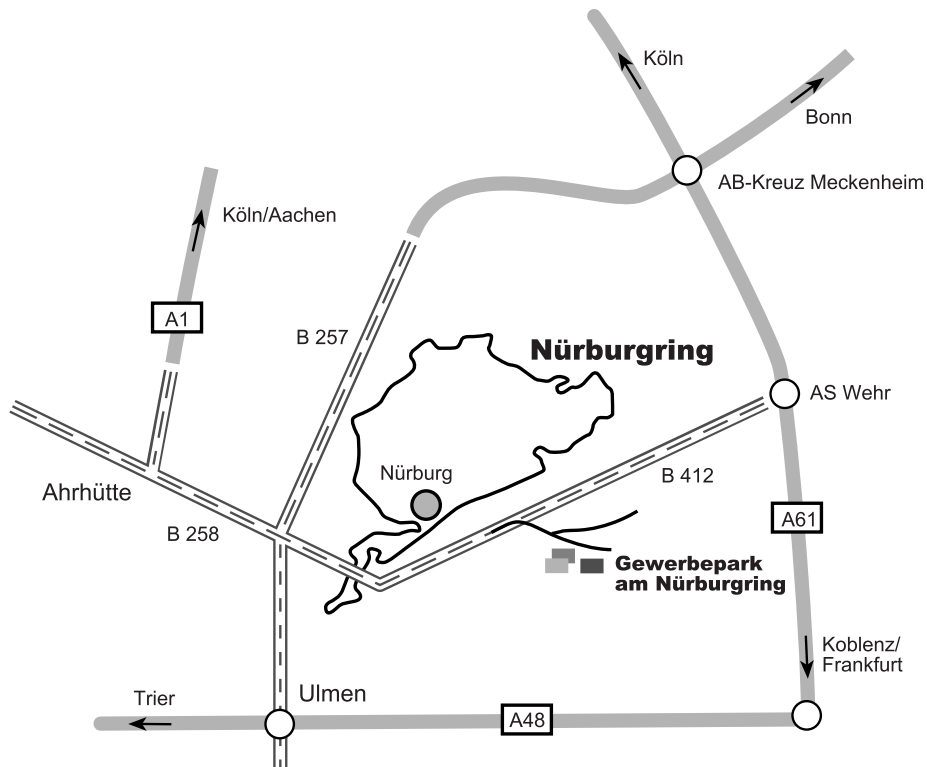 Köln
Bonn
AB-Kreuz Meckenheim
Köln/Aachen
A1
B 257
Nürburgring
AS Wehr
Nürburg
B 412
Ahrhütte
B 258
A61
Gewerbepark
am Nürburgring
Koblenz/
Frankfurt
Trier
Ulmen
A48